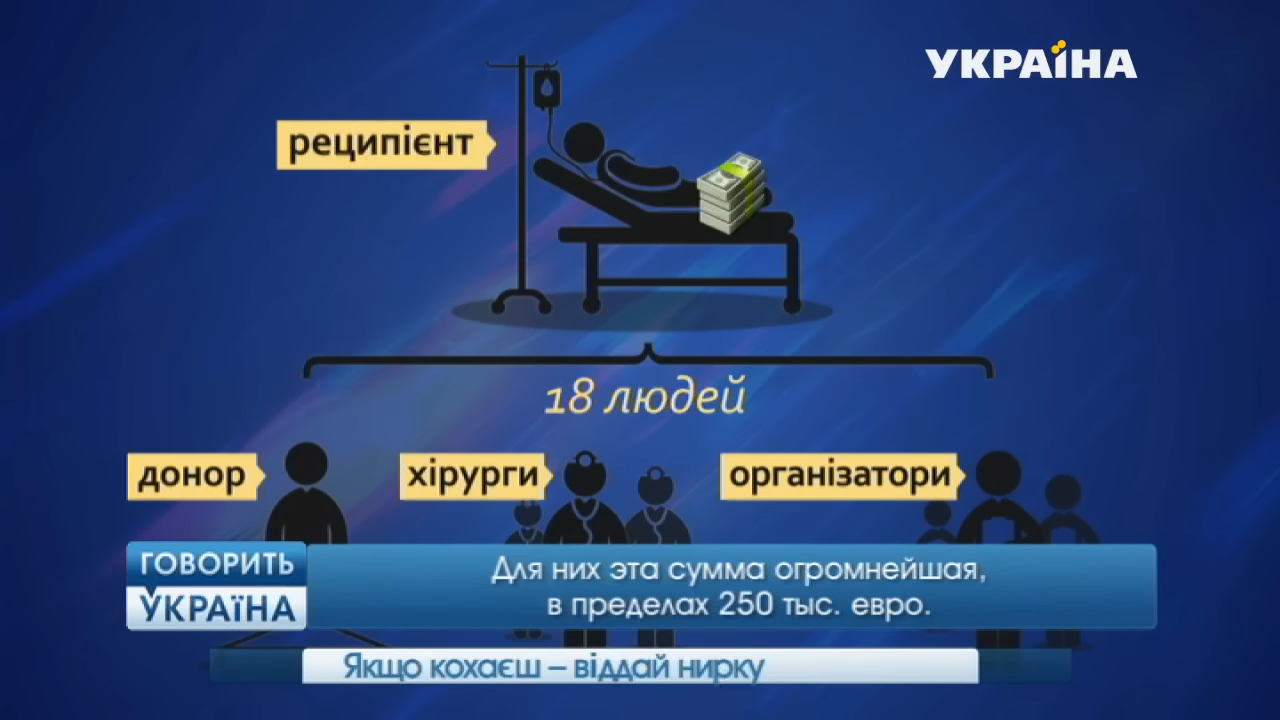 УКРАЇНА
реципієнт
18 людей
донор
хірурги
організатори
ГОВОРИТЬ
УКРАЇНА
Для них эта сумма огромнейшая,
в пределах 250 тыс. евро.
Якщо кохаєш – віддай нирку